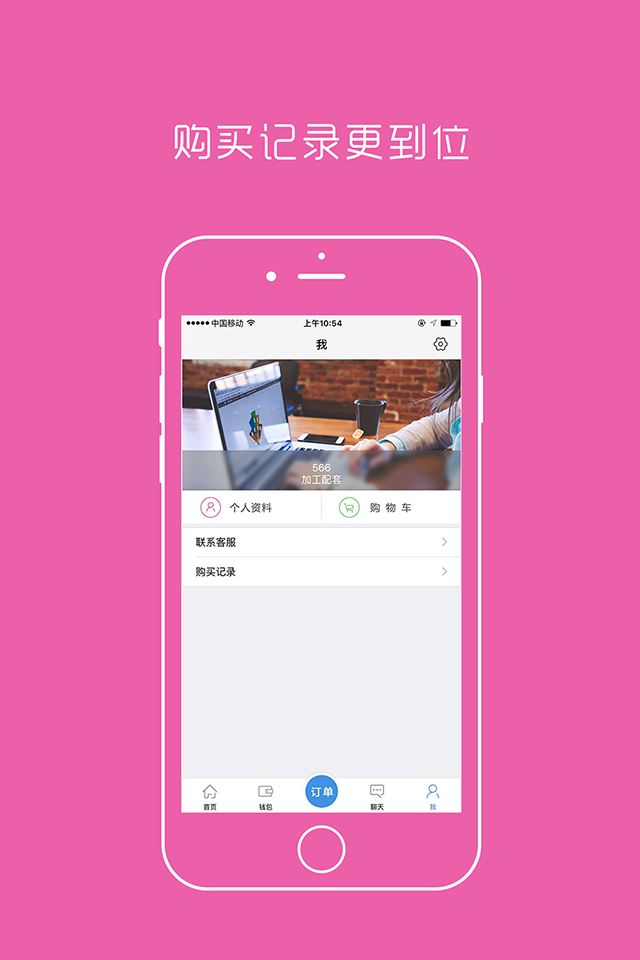 购买记录更到位
中国移动 上午10:54
我
566
加工配套
个人资料 购 物 车
联系客服
购买记录
首页 钱包 订单 聊天 我